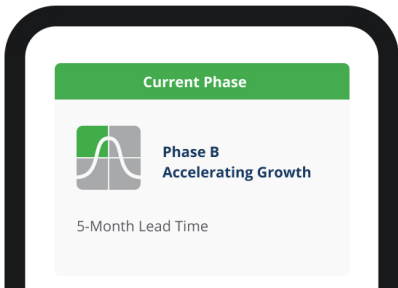 Current Phase
Phase B
Accelerating Growth
5-Month Lead Time